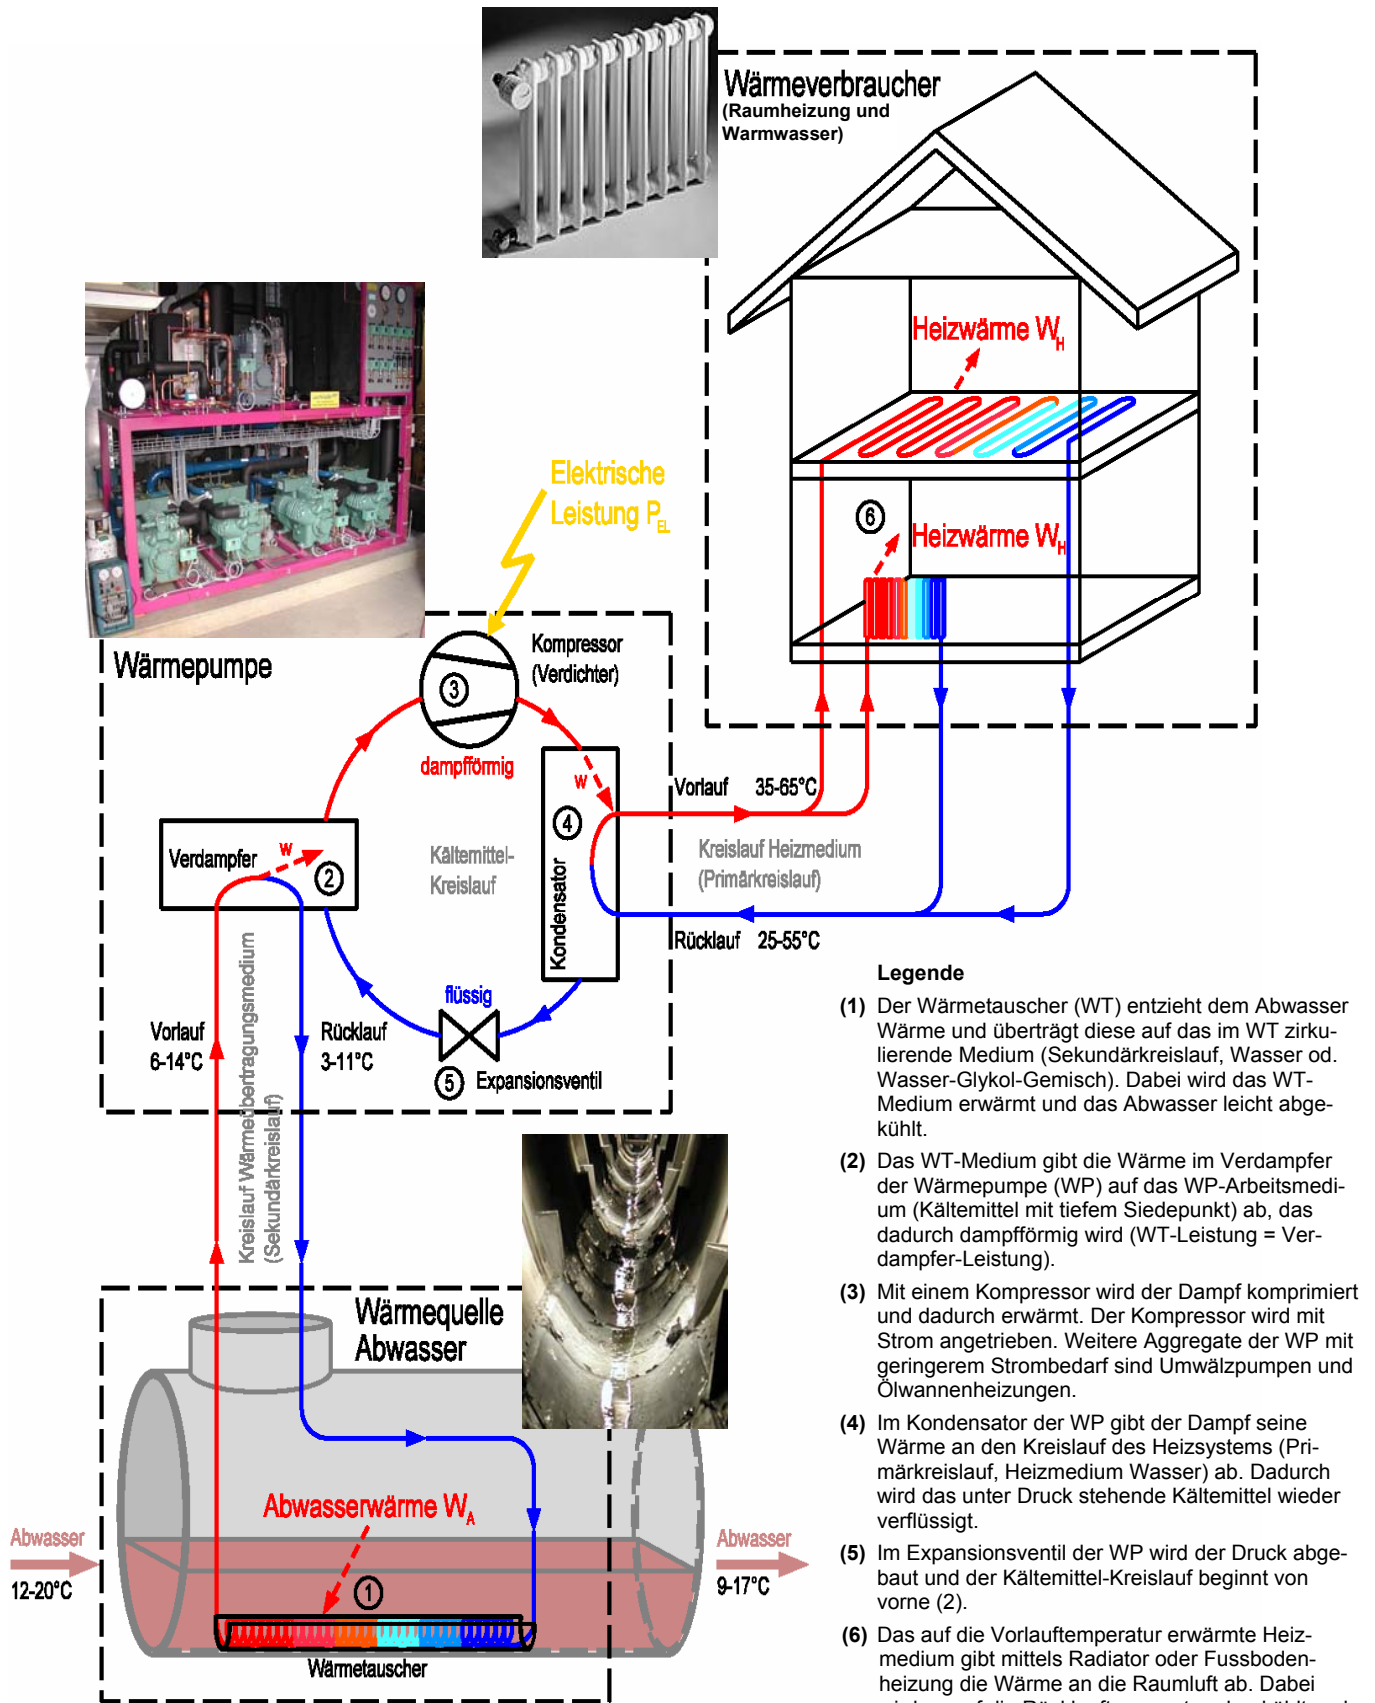 Wärmeverbraucher
(Raumheizung und
Warmwasser)
Heizwärme W_H
Elektrische
Leistung P_EL
6
Heizwärme W_H
Wärmepumpe
Kompressor
(Verdichter)
3
dampfförmig
W
Vorlauf 35-65°C
4
Verdampfer
W
2
Kältemittel-
Kreislauf
Kondensator
Kreislauf Heizmedium
(Primärkreislauf)
Rücklauf 25-55°C
flüssig
Vorlauf
6-14°C
Kreislauf Wärmeübertragungsmedium
(Sekundärkreislauf)
Rücklauf
3-11°C
5 Expansionsventil
Wärmequelle
Abwasser
Abwasserwärme W_A
Abwasser
12-20°C
1
Abwasser
9-17°C
Wärmetauscher
Legende
(1) Der Wärmetauscher (WT) entzieht dem Abwasser
Wärme und überträgt diese auf das im WT zirku-
lierende Medium (Sekundärkreislauf, Wasser od.
Wasser-Glykol-Gemisch). Dabei wird das WT-
Medium erwärmt und das Abwasser leicht abge-
kühlt.
(2) Das WT-Medium gibt die Wärme im Verdampfer
der Wärmepumpe (WP) auf das WP-Arbeitsmedi-
um (Kältemittel mit tiefem Siedepunkt) ab, das
dadurch dampfförmig wird (WT-Leistung = Ver-
dampfer-Leistung).
(3) Mit einem Kompressor wird der Dampf komprimiert
und dadurch erwärmt. Der Kompressor wird mit
Strom angetrieben. Weitere Aggregate der WP mit
geringerem Strombedarf sind Umwälzpumpen und
Ölwannenheizungen.
(4) Im Kondensator der WP gibt der Dampf seine
Wärme an den Kreislauf des Heizsystems (Pri-
märkreislauf, Heizmedium Wasser) ab. Dadurch
wird das unter Druck stehende Kältemittel wieder
verflüssigt.
(5) Im Expansionsventil der WP wird der Druck abge-
baut und der Kältemittel-Kreislauf beginnt von
vorne (2).
(6) Das auf die Vorlauftemperatur erwärmte Heiz-
medium gibt mittels Radiator oder Fussboden-
heizung die Wärme an die Raumluft ab. Dabei